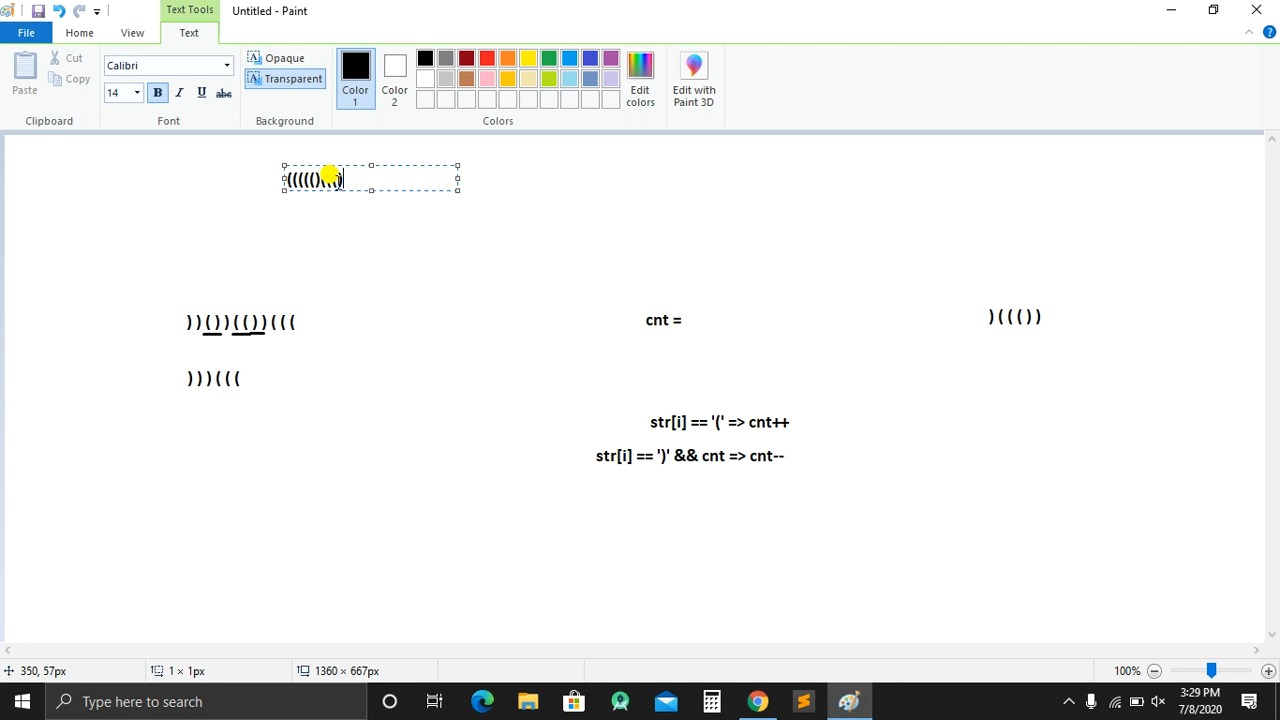 Text Tools
Untitled - Paint
File
Home
View
Text
Paste
Cut
Copy
Clipboard
Calibri
14
B
I
U
abc
Font
Opaque
Transparent
Background
Color 1
Color 2
Edit colors
Colors
Edit with Paint 3D
) ) ( ) ) ( ( ) ) ( ( (
cnt =
) ( ( ( ) )
) ) ) ( ( (
str[i] == '(' => cnt++
str[i] == ')' && cnt => cnt--
350, 57px
1 × 1px
1360 × 667px
100%
Type here to search
3:29 PM
7/8/2020